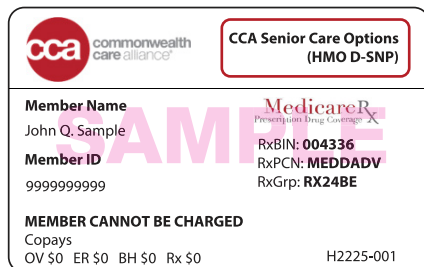 cca commonwealth care alliance®
CCA Senior Care Options
(HMO D-SNP)
SAMPLE
Member Name
John Q. Sample
Member ID
9999999999
MedicareRx
Prescription Drug Coverage
RxBIN: 004336
RxPCN: MEDDADV
RxGrp: RX24BE
MEMBER CANNOT BE CHARGED
Copays
OV $0 ER $0 BH $0 Rx $0
H2225-001